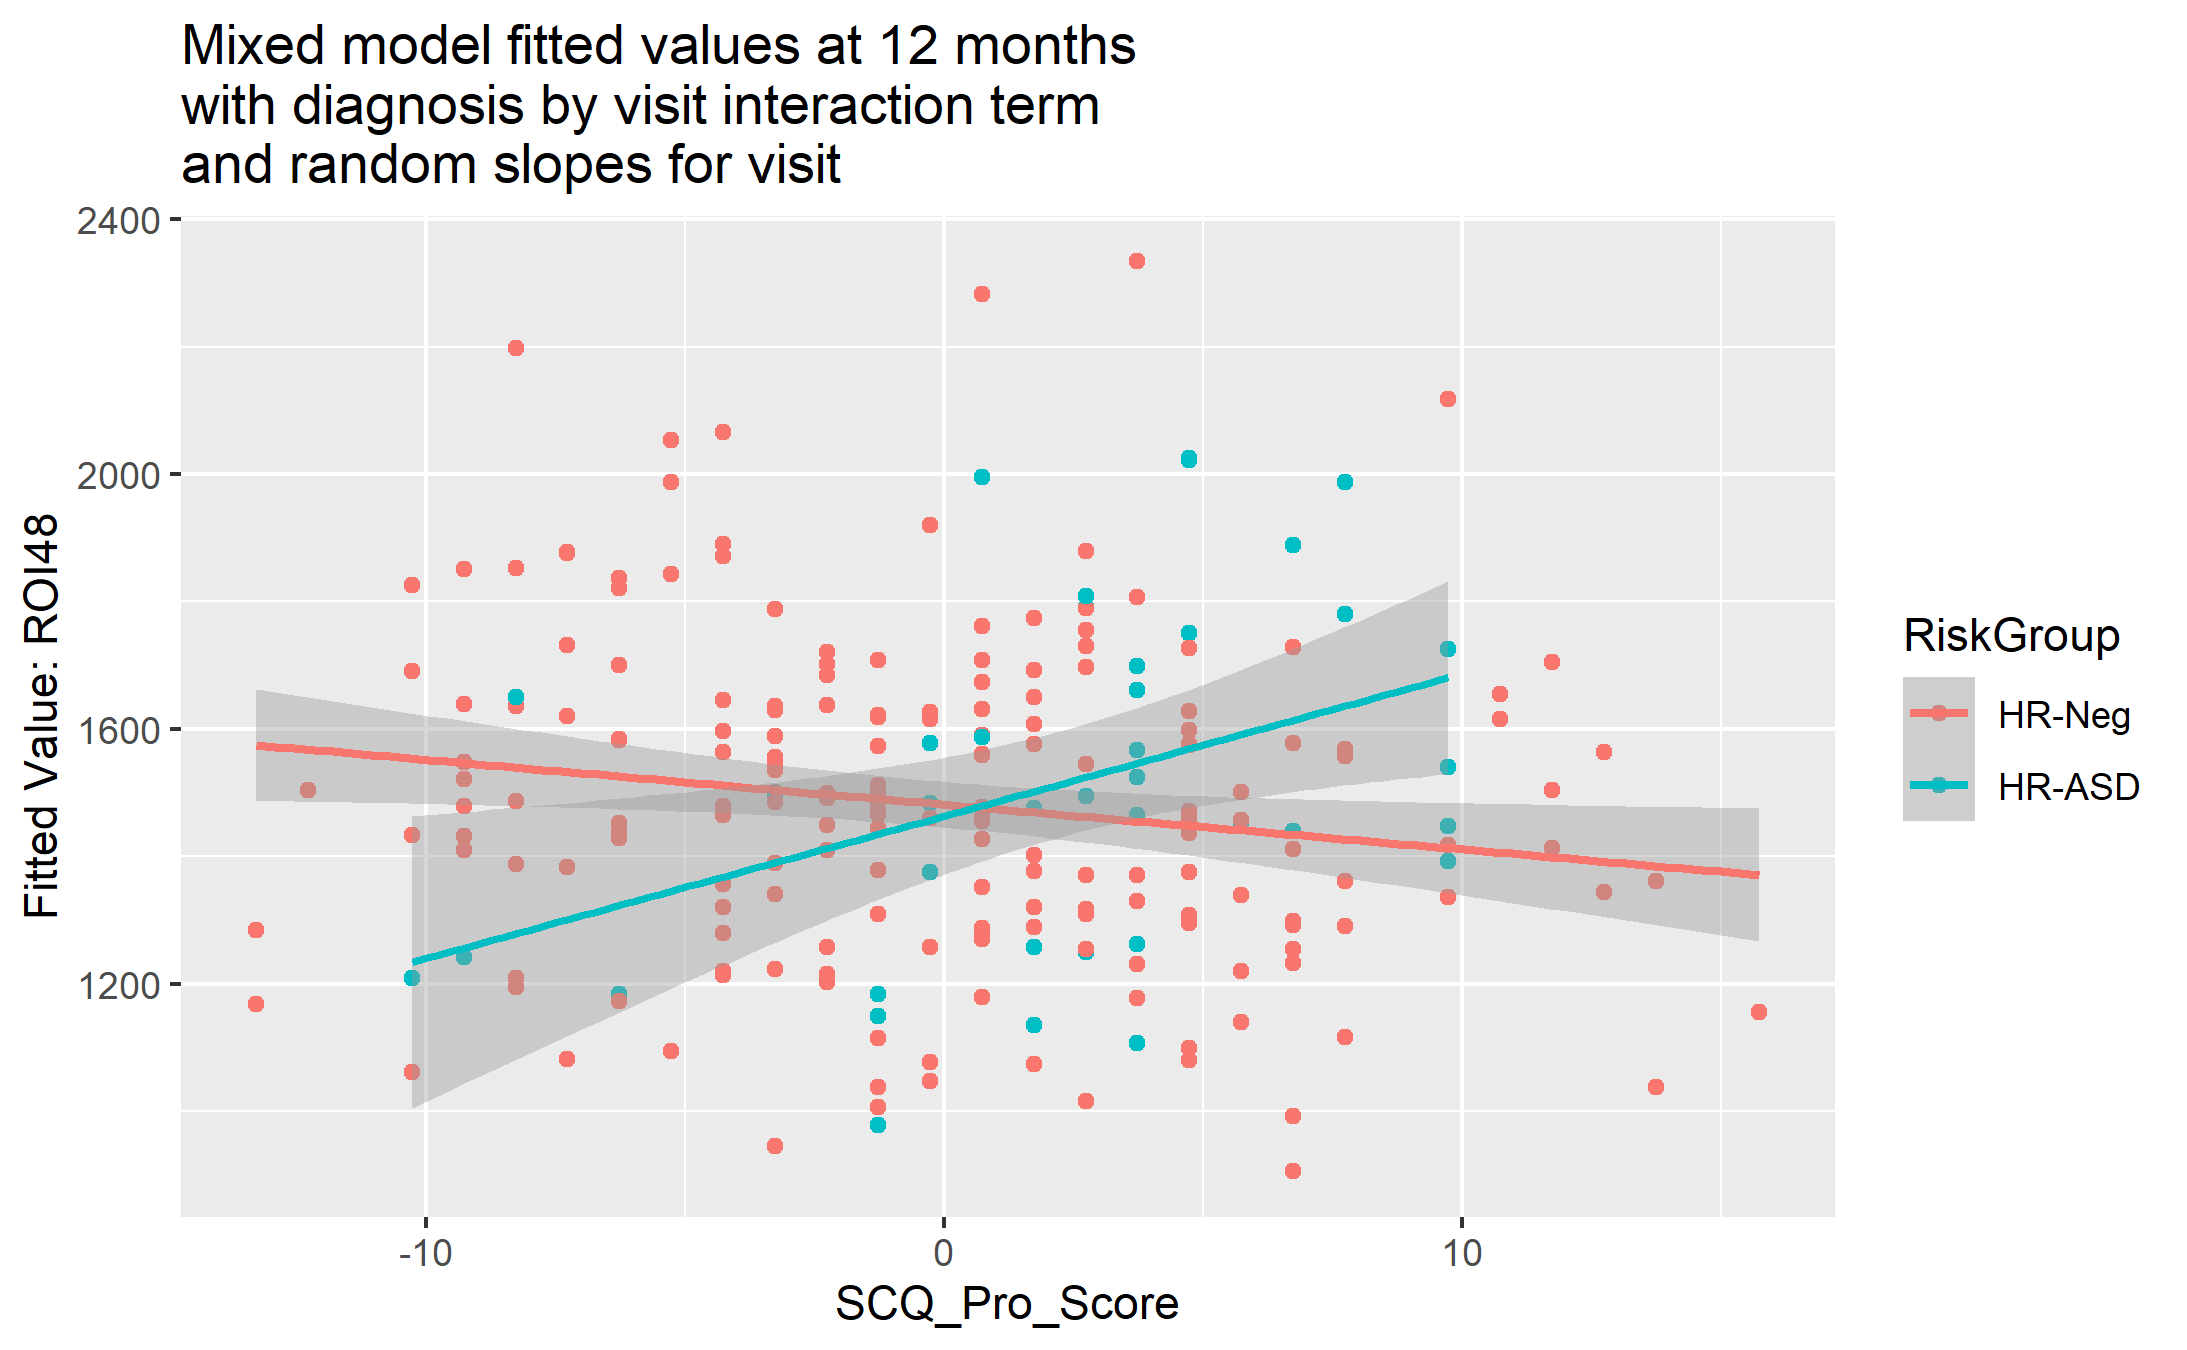 Mixed model fitted values at 12 months
with diagnosis by visit interaction term
and random slopes for visit
2400
2000
1600
1200
Fitted Value: ROI48
-10
0
10
SCQ_Pro_Score
RiskGroup
HR-Neg
HR-ASD